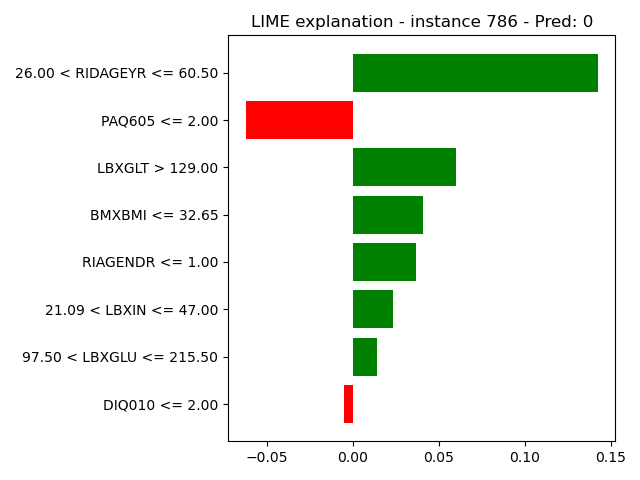 LIME explanation - instance 786 - Pred: 0
26.00 < RIDAGEYR <= 60.50
PAQ605 <= 2.00
LBXGLT > 129.00
BMXBMI <= 32.65
RIAGENDR <= 1.00
21.09 < LBXIN <= 47.00
97.50 < LBXGLU <= 215.50
DIQ010 <= 2.00
−0.05 0.00 0.05 0.10 0.15